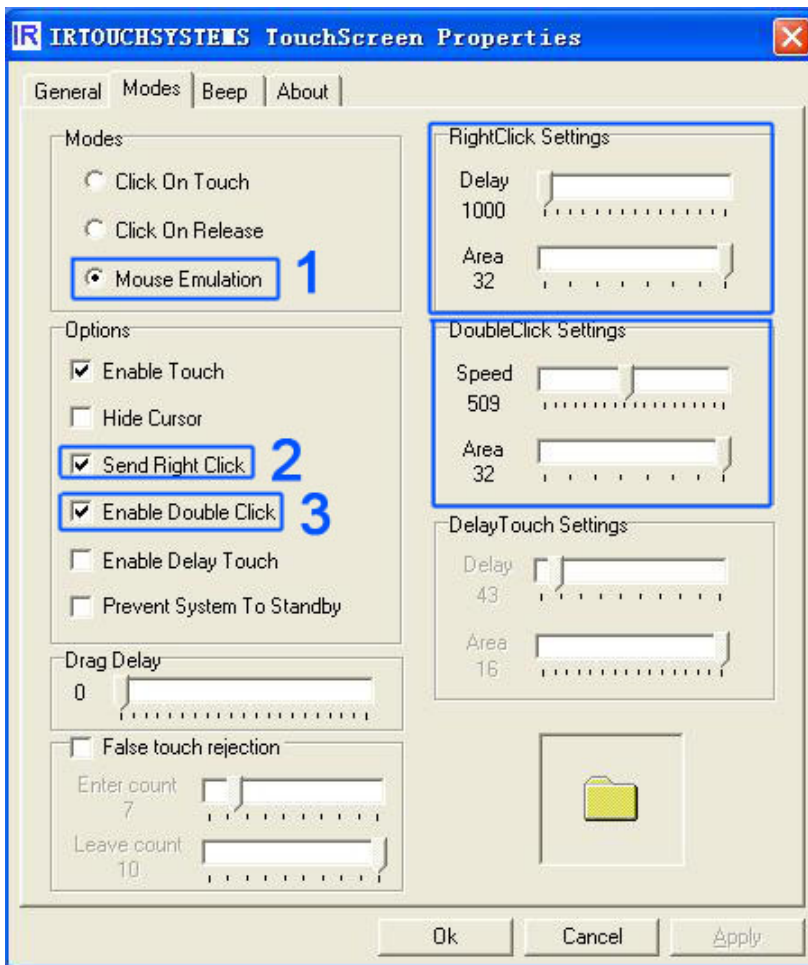 IR IRTOUCHSYSTEMS TouchScreen Properties
General Modes Beep About
Modes
Click On Touch
Click On Release
Mouse Emulation 1
Options
Enable Touch
Hide Cursor
Send Right Click 2
Enable Double Click 3
Enable Delay Touch
Prevent System To Standby
Drag Delay
0
False touch rejection
Enter count
7
Leave count
10
RightClick Settings
Delay
1000
Area
32
DoubleClick Settings
Speed
509
Area
32
DelayTouch Settings
Delay
43
Area
16
Ok Cancel Apply